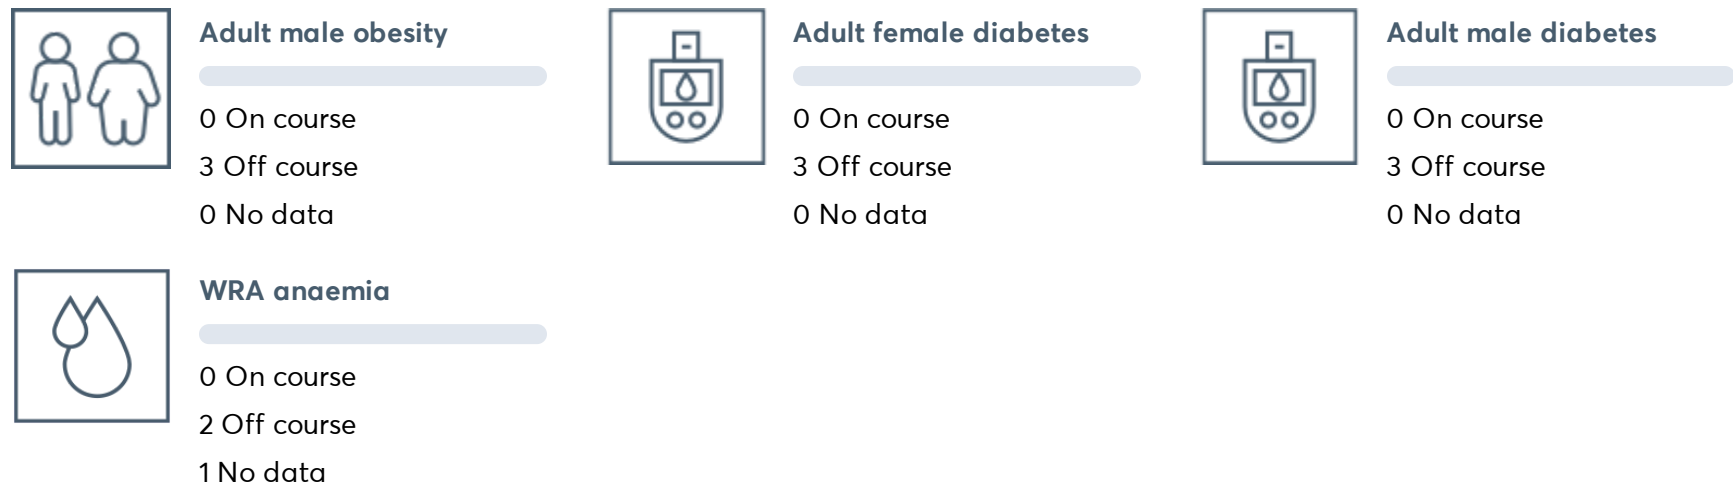 Adult male obesity
0 On course
3 Off course
0 No data
Adult female diabetes
0 On course
3 Off course
0 No data
Adult male diabetes
0 On course
3 Off course
0 No data
WRA anaemia
0 On course
2 Off course
1 No data